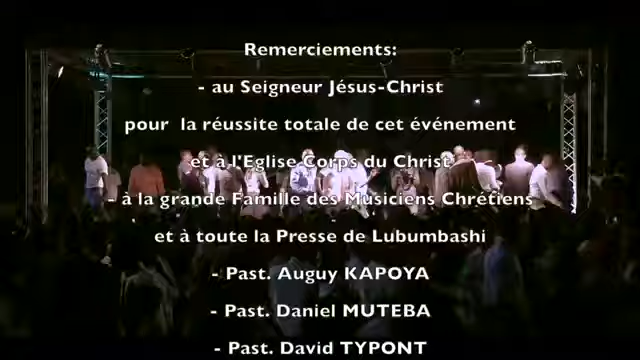 Remerciements:
- au Seigneur Jésus-Christ
pour la réussite totale de cet événement
et à l'Eglise Corps du Christ
- à la grande Famille des Musiciens Chrétiens
et à toute la Presse de Lubumbashi
- Past. Auguy KAPOYA
- Past. Daniel MUTEBA
- Past. David TYPONT